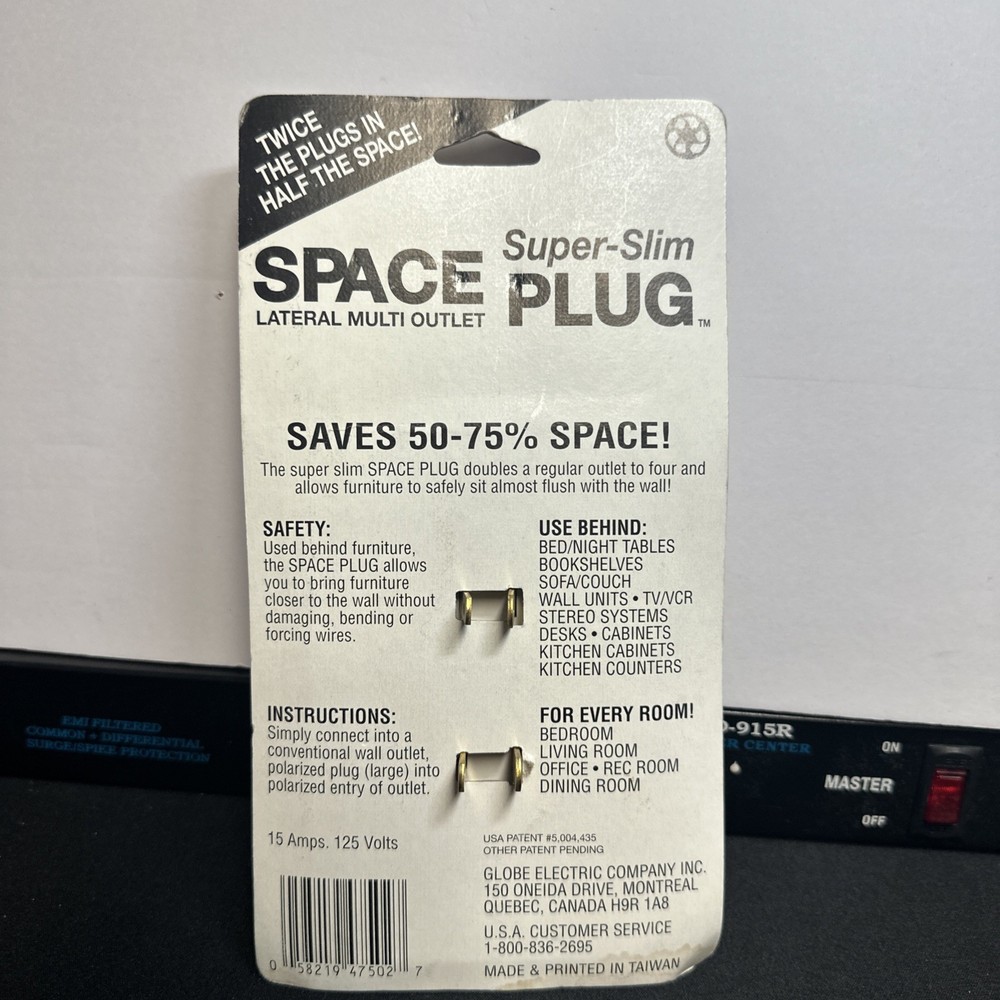 TWICE
THE PLUGS IN
HALF THE SPACE!
SPACE
LATERAL MULTI OUTLET
Super-Slim
PLUG™
SAVES 50-75% SPACE!
The super slim SPACE PLUG doubles a regular outlet to four and
allows furniture to safely sit almost flush with the wall!
SAFETY:
Used behind furniture,
the SPACE PLUG allows
you to bring furniture
closer to the wall without
damaging, bending or
forcing wires.
USE BEHIND:
BED/NIGHT TABLES
BOOKSHELVES
SOFA/COUCH
WALL UNITS • TV/VCR
STEREO SYSTEMS
DESKS • CABINETS
KITCHEN CABINETS
KITCHEN COUNTERS
INSTRUCTIONS:
Simply connect into a
conventional wall outlet,
polarized plug (large) into
polarized entry of outlet.
FOR EVERY ROOM!
BEDROOM
LIVING ROOM
OFFICE • REC ROOM
DINING ROOM
15 Amps. 125 Volts
USA PATENT #5,004,435
OTHER PATENT PENDING
GLOBE ELECTRIC COMPANY INC.
150 ONEIDA DRIVE, MONTREAL
QUEBEC, CANADA H9R 1A8
U.S.A. CUSTOMER SERVICE
1-800-836-2695
MADE & PRINTED IN TAIWAN
0 58219 47502 7
EMI FILTERED
COMMON + DIFFERENTIAL
SURGE/SPIKE PROTECTION
-915R
CENTER
ON
MASTER
OFF